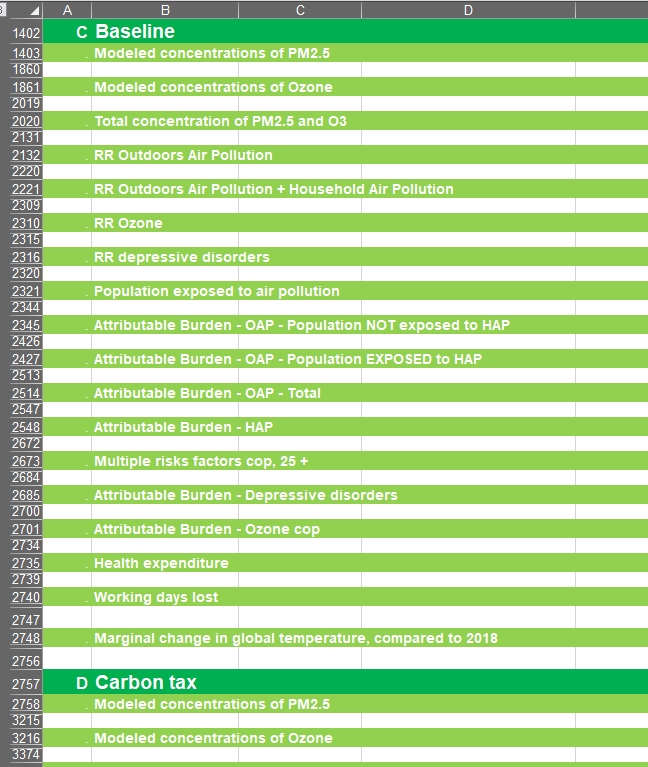 A B C D
1402 C Baseline
1403 . Modeled concentrations of PM2.5
1860
1861 . Modeled concentrations of Ozone
2019
2020 . Total concentration of PM2.5 and O3
2131
2132 . RR Outdoors Air Pollution
2220
2221 . RR Outdoors Air Pollution + Household Air Pollution
2309
2310 . RR Ozone
2315
2316 . RR depressive disorders
2320
2321 . Population exposed to air pollution
2344
2345 . Attributable Burden - OAP - Population NOT exposed to HAP
2426
2427 . Attributable Burden - OAP - Population EXPOSED to HAP
2513
2514 . Attributable Burden - OAP - Total
2547
2548 . Attributable Burden - HAP
2672
2673 . Multiple risks factors cop, 25 +
2684
2685 . Attributable Burden - Depressive disorders
2700
2701 . Attributable Burden - Ozone cop
2734
2735 . Health expenditure
2739
2740 . Working days lost
2747
2748 . Marginal change in global temperature, compared to 2018
2756
2757 D Carbon tax
2758 . Modeled concentrations of PM2.5
3215
3216 . Modeled concentrations of Ozone
3374